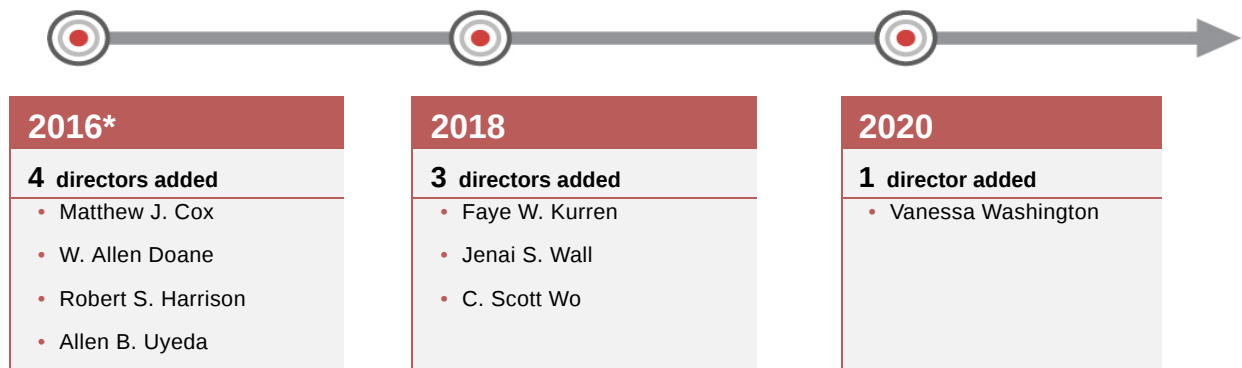 2016*
4 directors added
• Matthew J. Cox
• W. Allen Doane
• Robert S. Harrison
• Allen B. Uyeda
2018
3 directors added
• Faye W. Kurren
• Jenai S. Wall
• C. Scott Wo
2020
1 director added
• Vanessa Washington